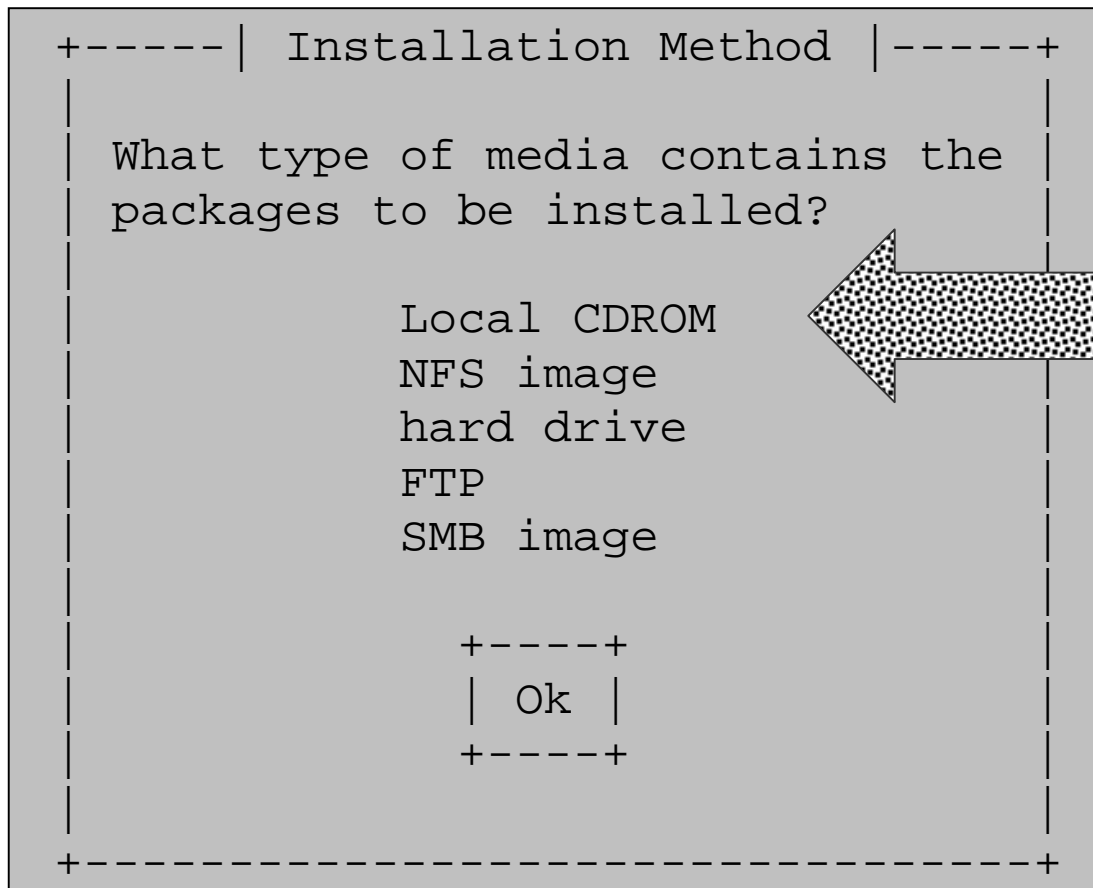 Installation Method
What type of media contains the
packages to be installed?
Local CDROM
NFS image
hard drive
FTP
SMB image
Ok